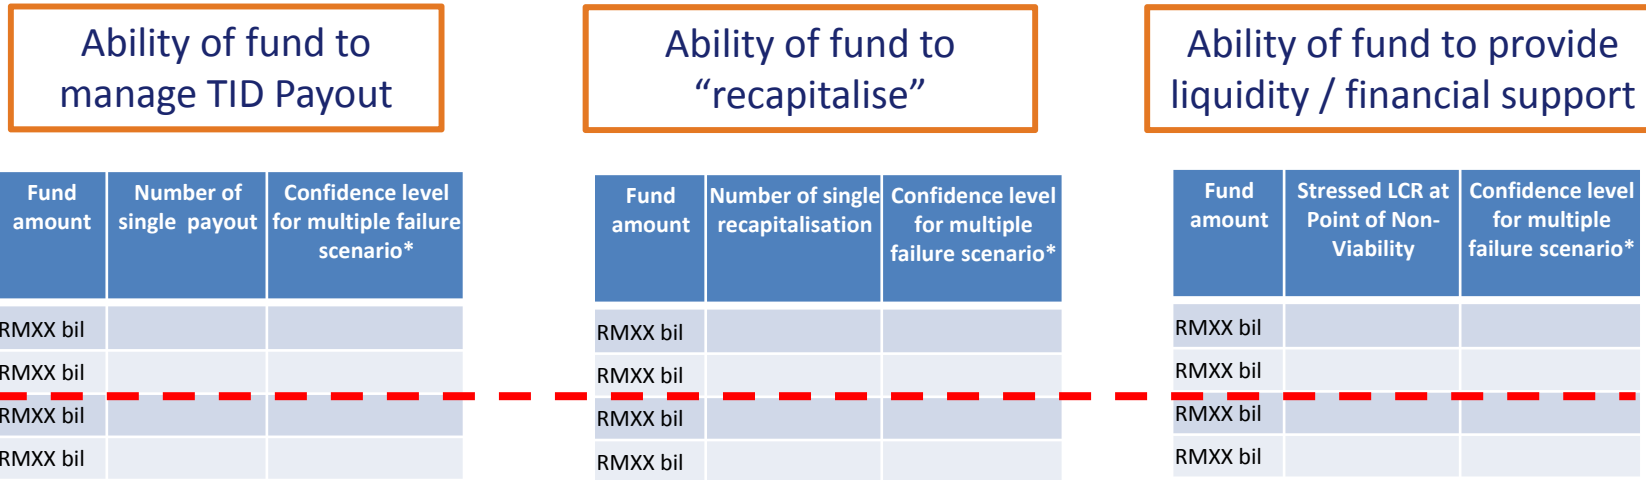 Ability of fund to
manage TID Payout
Ability of fund to
“recapitalise”
Ability of fund to provide
liquidity / financial support
Fund
amount
Number of
single payout
Confidence level
for multiple failure
scenario*
RMXX bil
RMXX bil
RMXX bil
RMXX bil
Fund
amount
Number of single
recapitalisation
Confidence level
for multiple
failure scenario*
RMXX bil
RMXX bil
RMXX bil
RMXX bil
Fund
amount
Stressed LCR at
Point of Non-
Viability
Confidence level
for multiple
failure scenario*
RMXX bil
RMXX bil
RMXX bil
RMXX bil